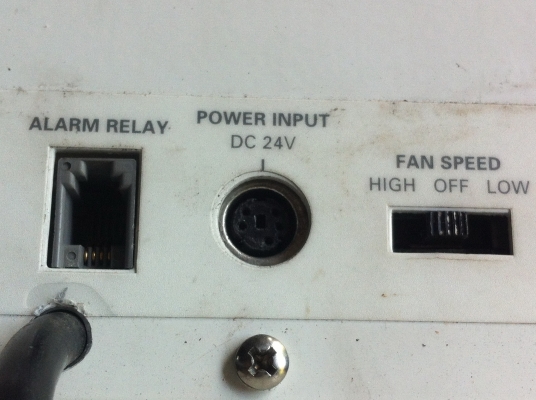 ALARM RELAY
POWER INPUT
DC 24V
FAN SPEED
HIGH OFF LOW